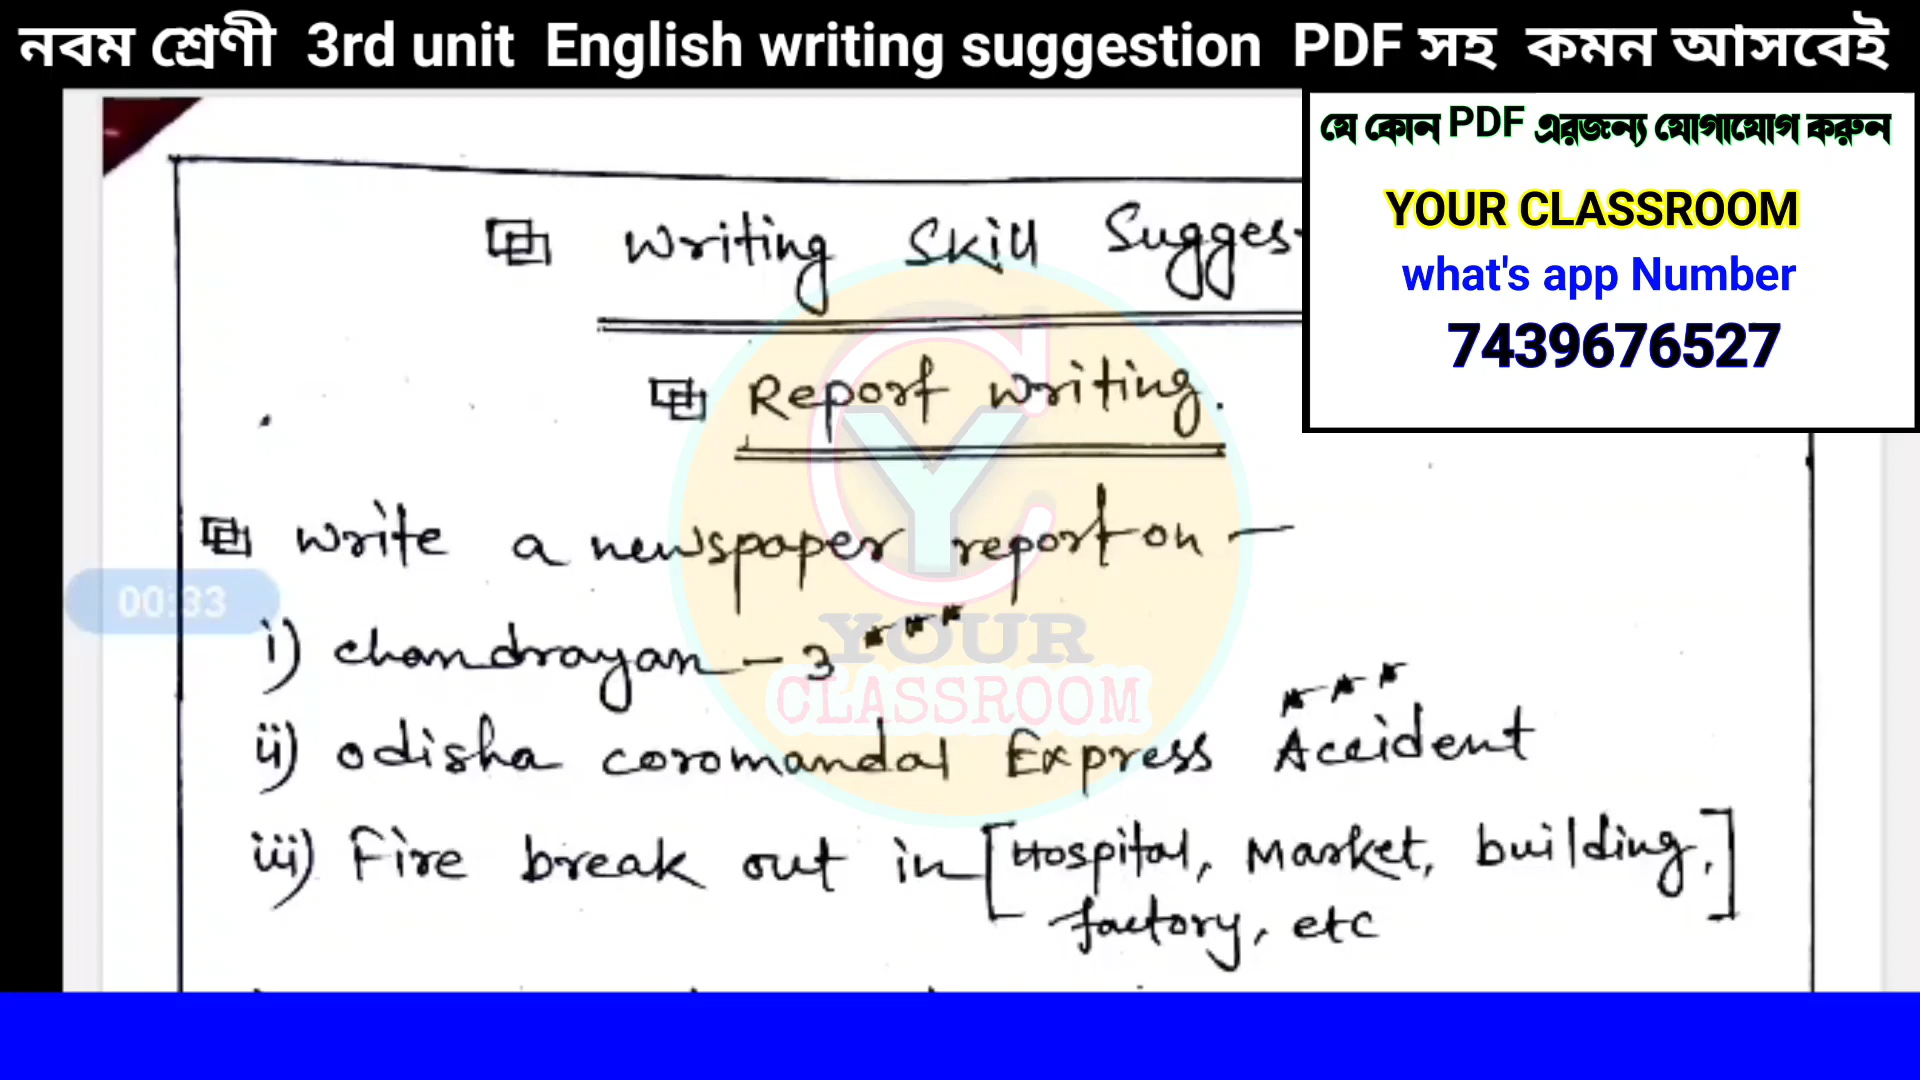 নবম শ্রেণী 3rd unit English writing suggestion PDF সহ কমন আসবেই
যে কোন PDF এরজন্য যোগাযোগ করুন
YOUR CLASSROOM
what's app Number
7439676527
Writing Skill Sugges
Report writing.
write a newspaper report on —
00:33
i) chandrayan - 3 ***
ii) odisha coromandal Express Accident ***
iii) Fire break out in [Hospital, Market, building,]
factory, etc
YC
YOUR
CLASSROOM